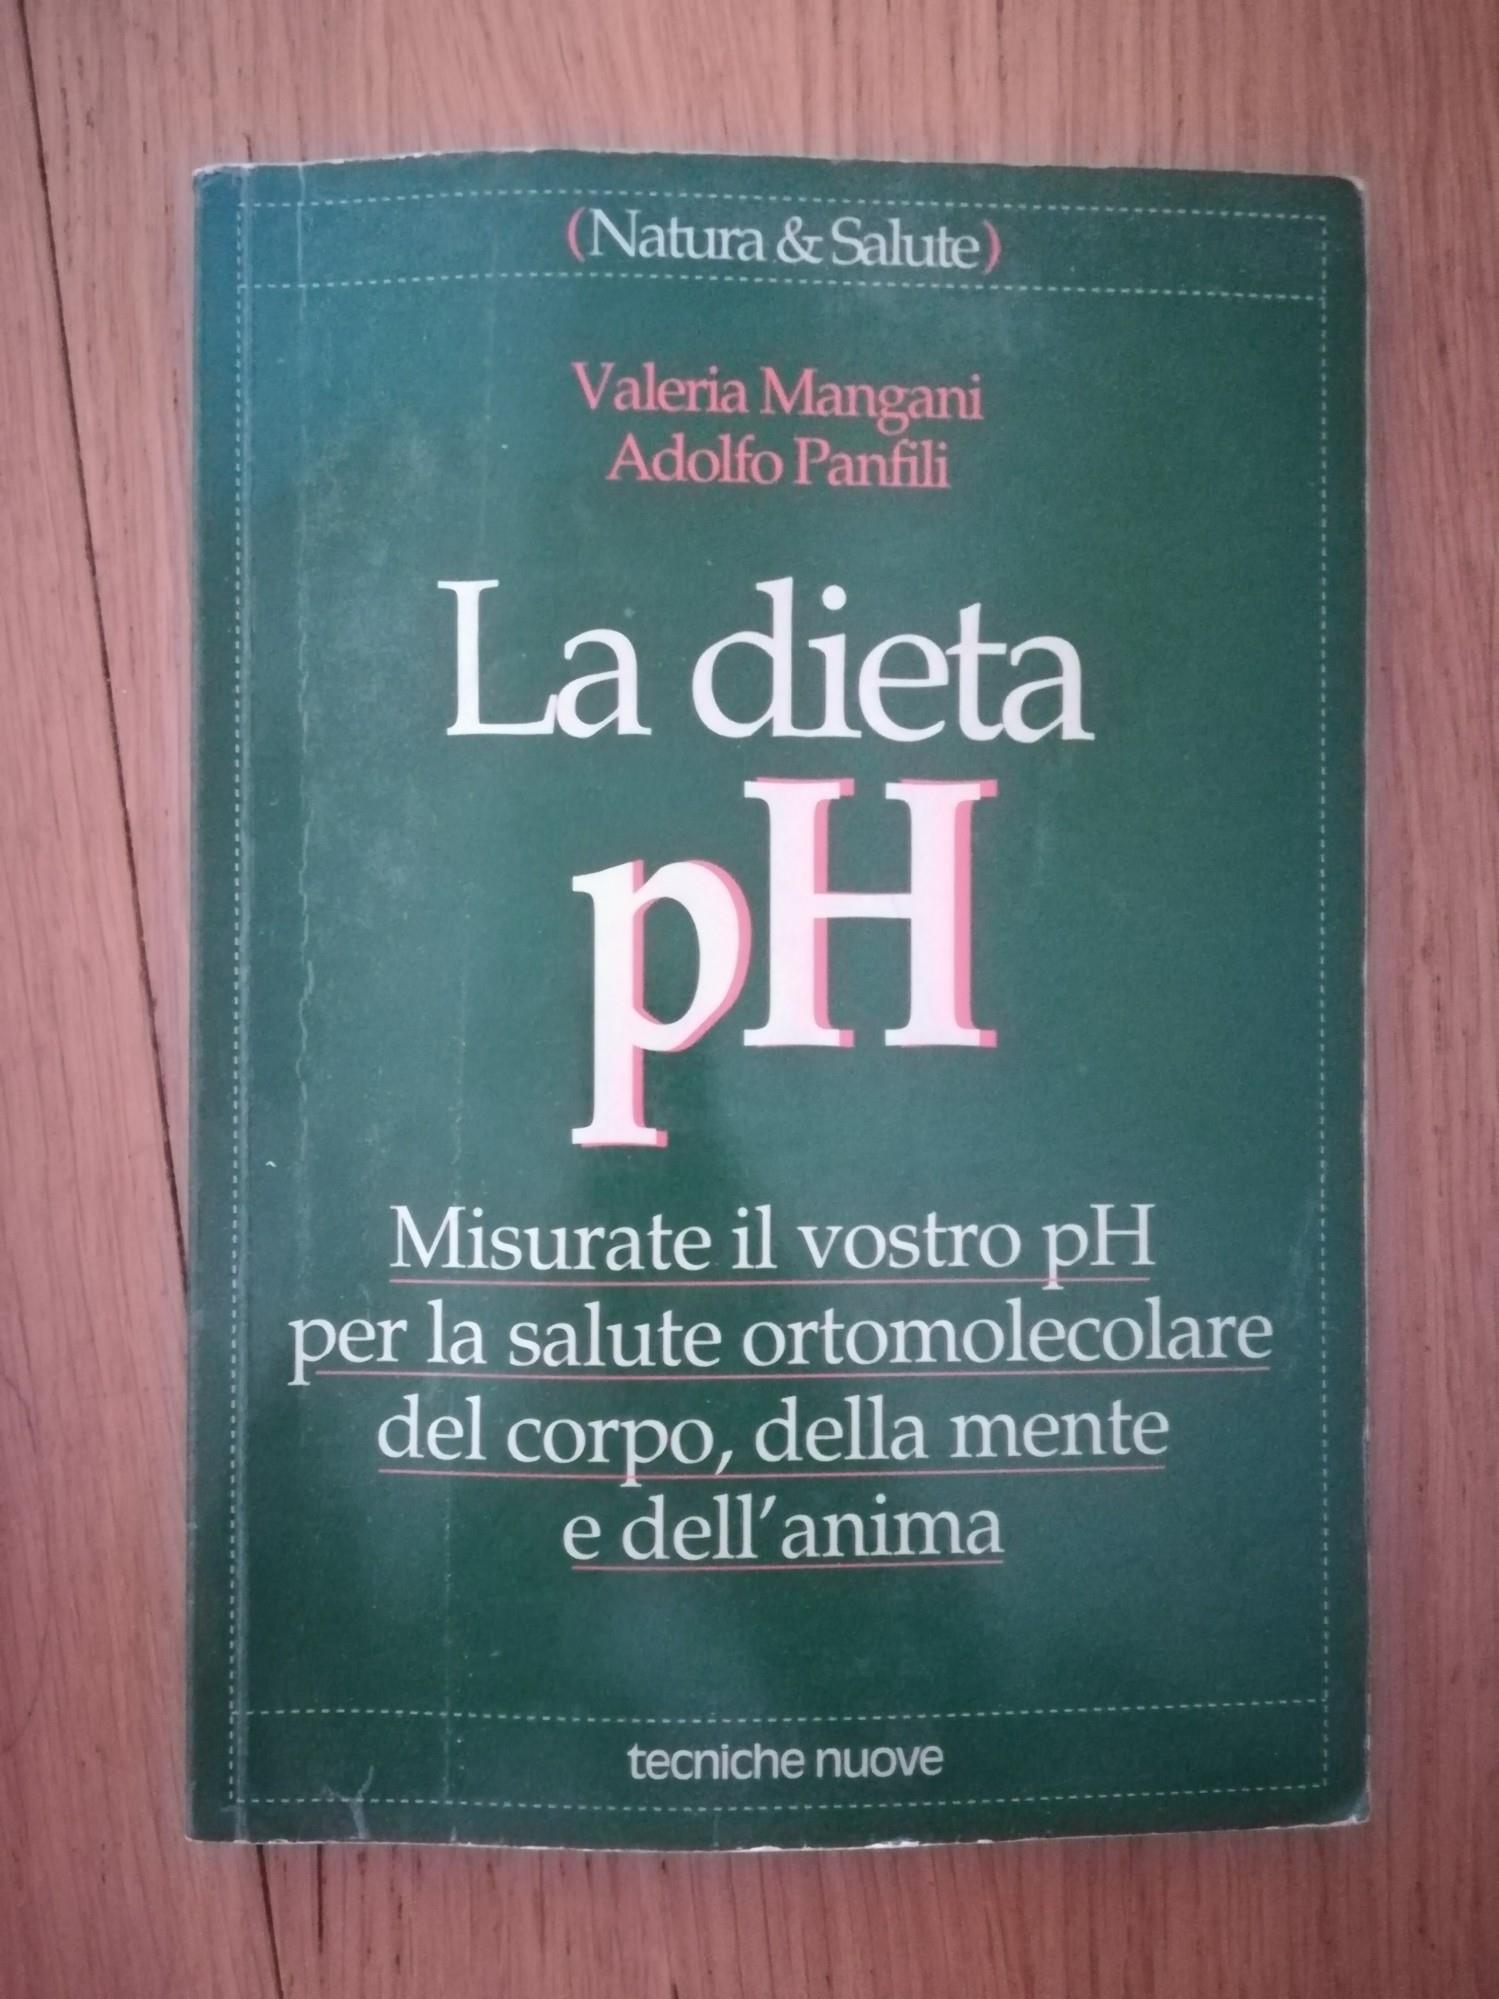 (Natura & Salute)
Valeria Mangani
Adolfo Panfili
La dieta
pH
Misurate il vostro pH
per la salute ortomolecolare
del corpo, della mente
e dell'anima
tecniche nuove